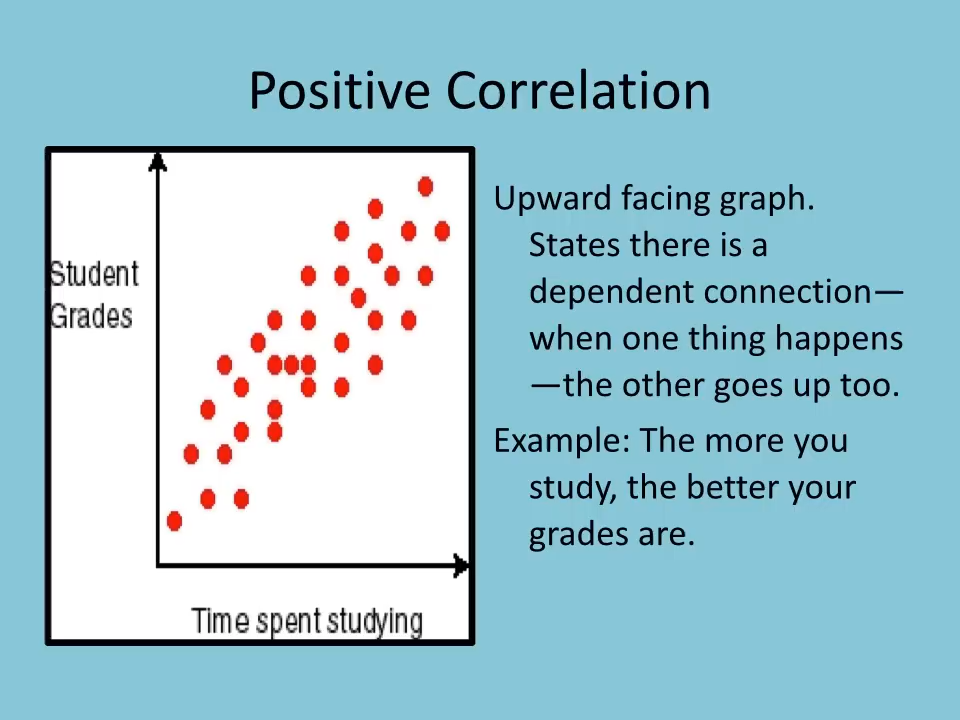 Positive Correlation
Student
Grades
Time spent studying
Upward facing graph.
States there is a
dependent connection—
when one thing happens
—the other goes up too.
Example: The more you
study, the better your
grades are.